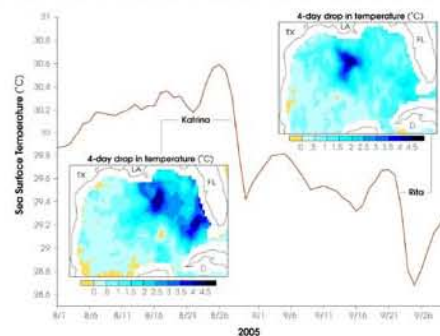 4-day drop in temperature (°C)
TX
LA
FL
0 .5 1 1.5 2 2.5 3 3.5 4 4.5
Katrina
4-day drop in temperature (°C)
TX
LA
FL
0 .5 1 1.5 2 2.5 3 3.5 4 4.5
Rita
Sea Surface Temoerature (°C)
31
30.8
30.6
30.4
30.2
30
29.8
29.6
29.4
29.2
29
28.8
28.6
8/1 8/6 8/11 8/16 8/21 8/26 9/1 9/6 9/11 9/16 9/21 9/26
2005